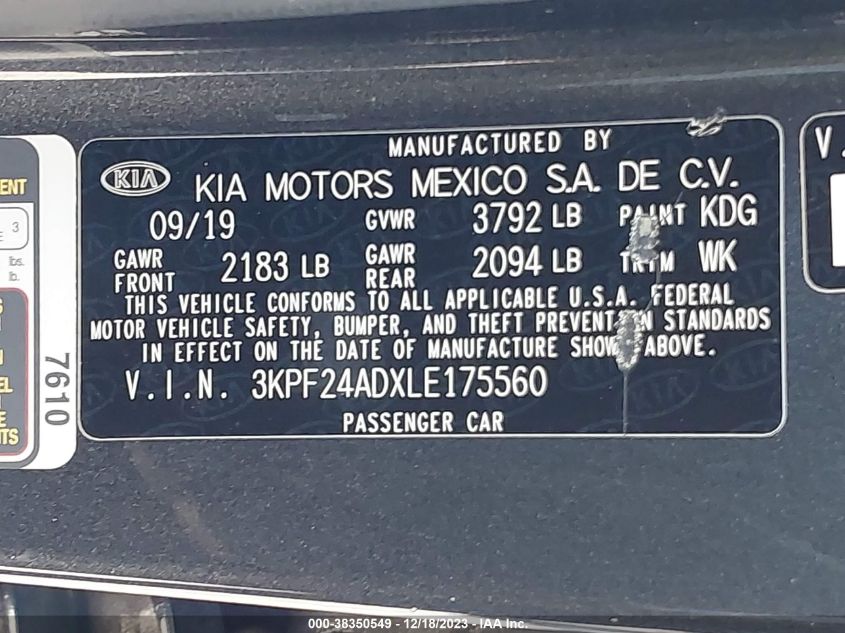 MANUFACTURED BY
KIA KIA MOTORS MEXICO S.A. DE C.V.
09/19 GVWR 3792 LB PAINT KDG
GAWR FRONT 2183 LB GAWR REAR 2094 LB TRIM WK
THIS VEHICLE CONFORMS TO ALL APPLICABLE U.S.A. FEDERAL
MOTOR VEHICLE SAFETY, BUMPER, AND THEFT PREVENTION STANDARDS
IN EFFECT ON THE DATE OF MANUFACTURE SHOWN ABOVE.
V.I.N. 3KPF24ADXLE175560
PASSENGER CAR
7610
3
lbs.
lb.
V.
000-38350549 - 12/18/2023 - IAA Inc.